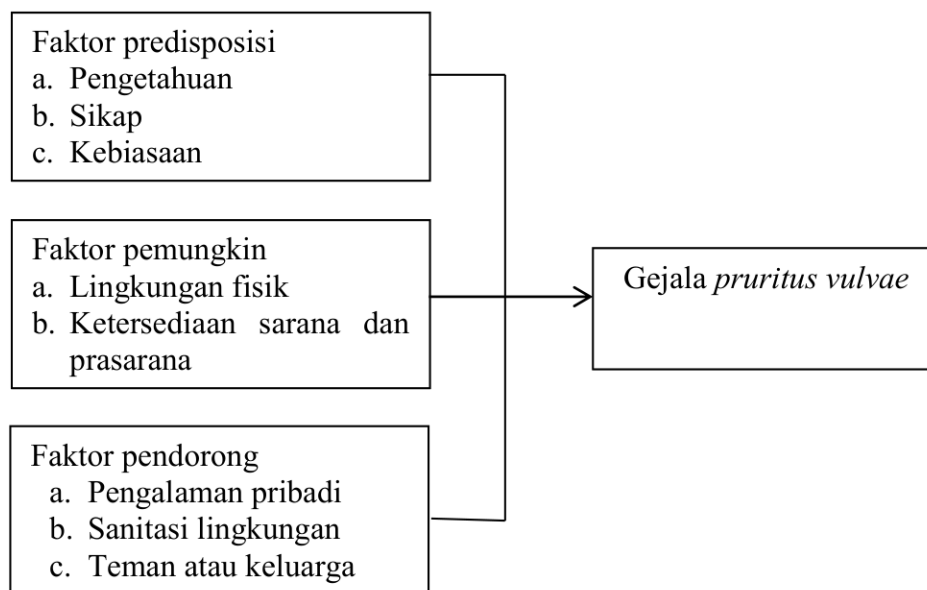 Faktor predisposisi
a. Pengetahuan
b. Sikap
c. Kebiasaan
Faktor pemungkin
a. Lingkungan fisik
b. Ketersediaan sarana dan
prasarana
Faktor pendorong
a. Pengalaman pribadi
b. Sanitasi lingkungan
c. Teman atau keluarga
Gejala pruritus vulvae